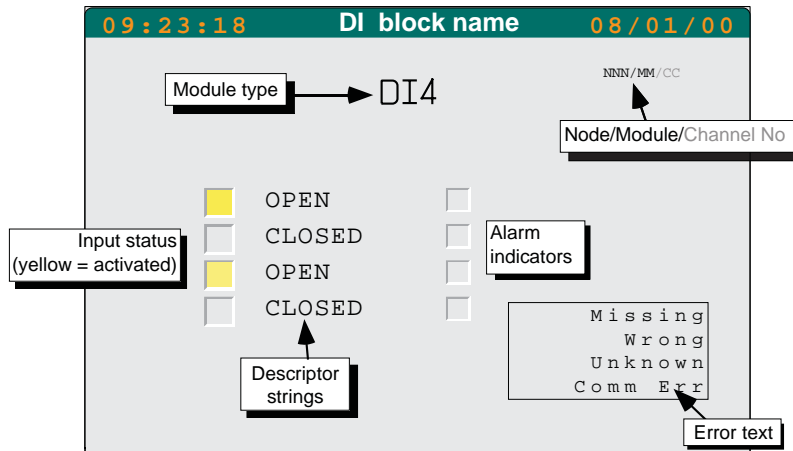 09:23:18 DI block name 08/01/00
Module type
DI4
NNN/MM/CC
Node/Module/Channel No
OPEN
CLOSED
OPEN
CLOSED
Input status
(yellow = activated)
Alarm
indicators
Descriptor
strings
Missing
Wrong
Unknown
Comm Err
Error text